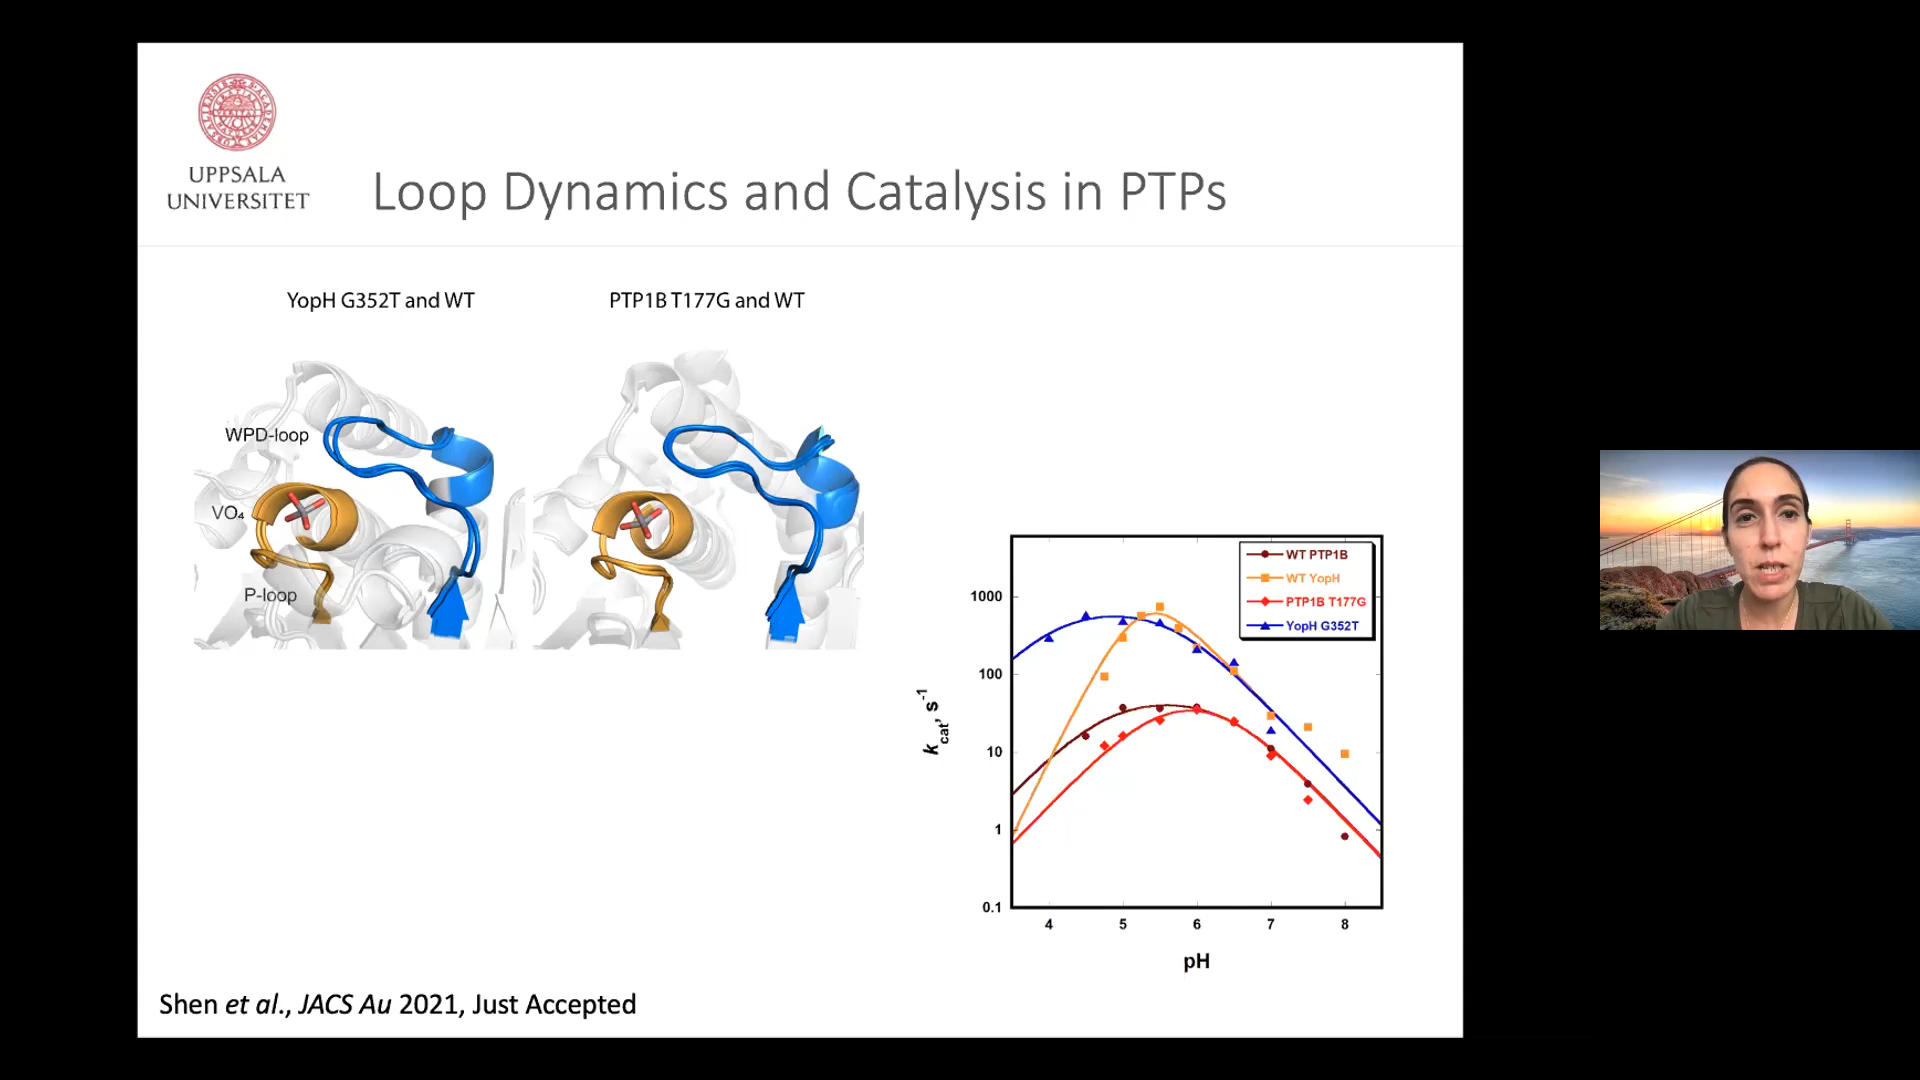 UPPSALA
UNIVERSITET
Loop Dynamics and Catalysis in PTPs
YopH G352T and WT
PTP1B T177G and WT
WPD-loop
VO₄
P-loop
WT PTP1B
WT YopH
PTP1B T177G
YopH G352T
1000
100
10
1
0.1
kcat, s⁻¹
4 5 6 7 8
pH
Shen et al., JACS Au 2021, Just Accepted